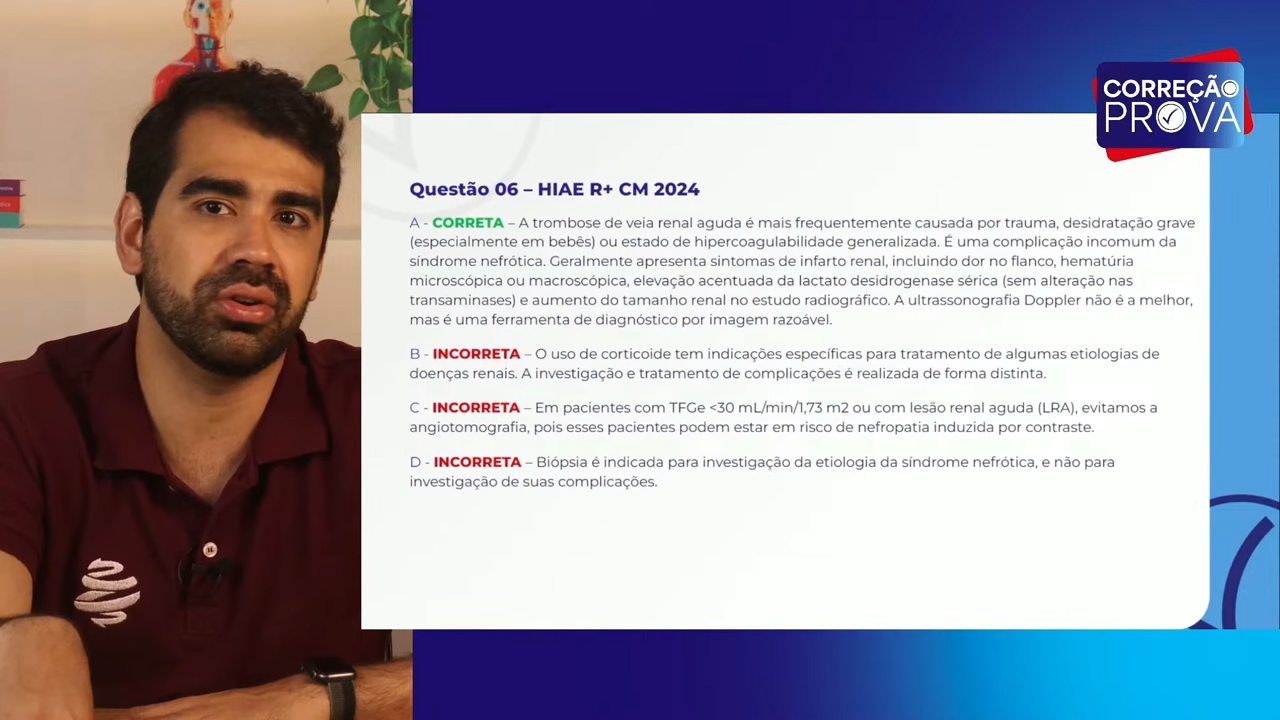 CORREÇÃO
PROVA
Questão 06 – HIAE R+ CM 2024
A - CORRETA – A trombose de veia renal aguda é mais frequentemente causada por trauma, desidratação grave
(especialmente em bebês) ou estado de hipercoagulabilidade generalizada. É uma complicação incomum da
síndrome nefrótica. Geralmente apresenta sintomas de infarto renal, incluindo dor no flanco, hematúria
microscópica ou macroscópica, elevação acentuada da lactato desidrogenase sérica (sem alteração nas
transaminases) e aumento do tamanho renal no estudo radiográfico. A ultrassonografia Doppler não é a melhor,
mas é uma ferramenta de diagnóstico por imagem razoável.
B - INCORRETA – O uso de corticoide tem indicações específicas para tratamento de algumas etiologias de
doenças renais. A investigação e tratamento de complicações é realizada de forma distinta.
C - INCORRETA – Em pacientes com TFGe <30 mL/min/1,73 m2 ou com lesão renal aguda (LRA), evitamos a
angiotomografia, pois esses pacientes podem estar em risco de nefropatia induzida por contraste.
D - INCORRETA – Biópsia é indicada para investigação da etiologia da síndrome nefrótica, e não para
investigação de suas complicações.